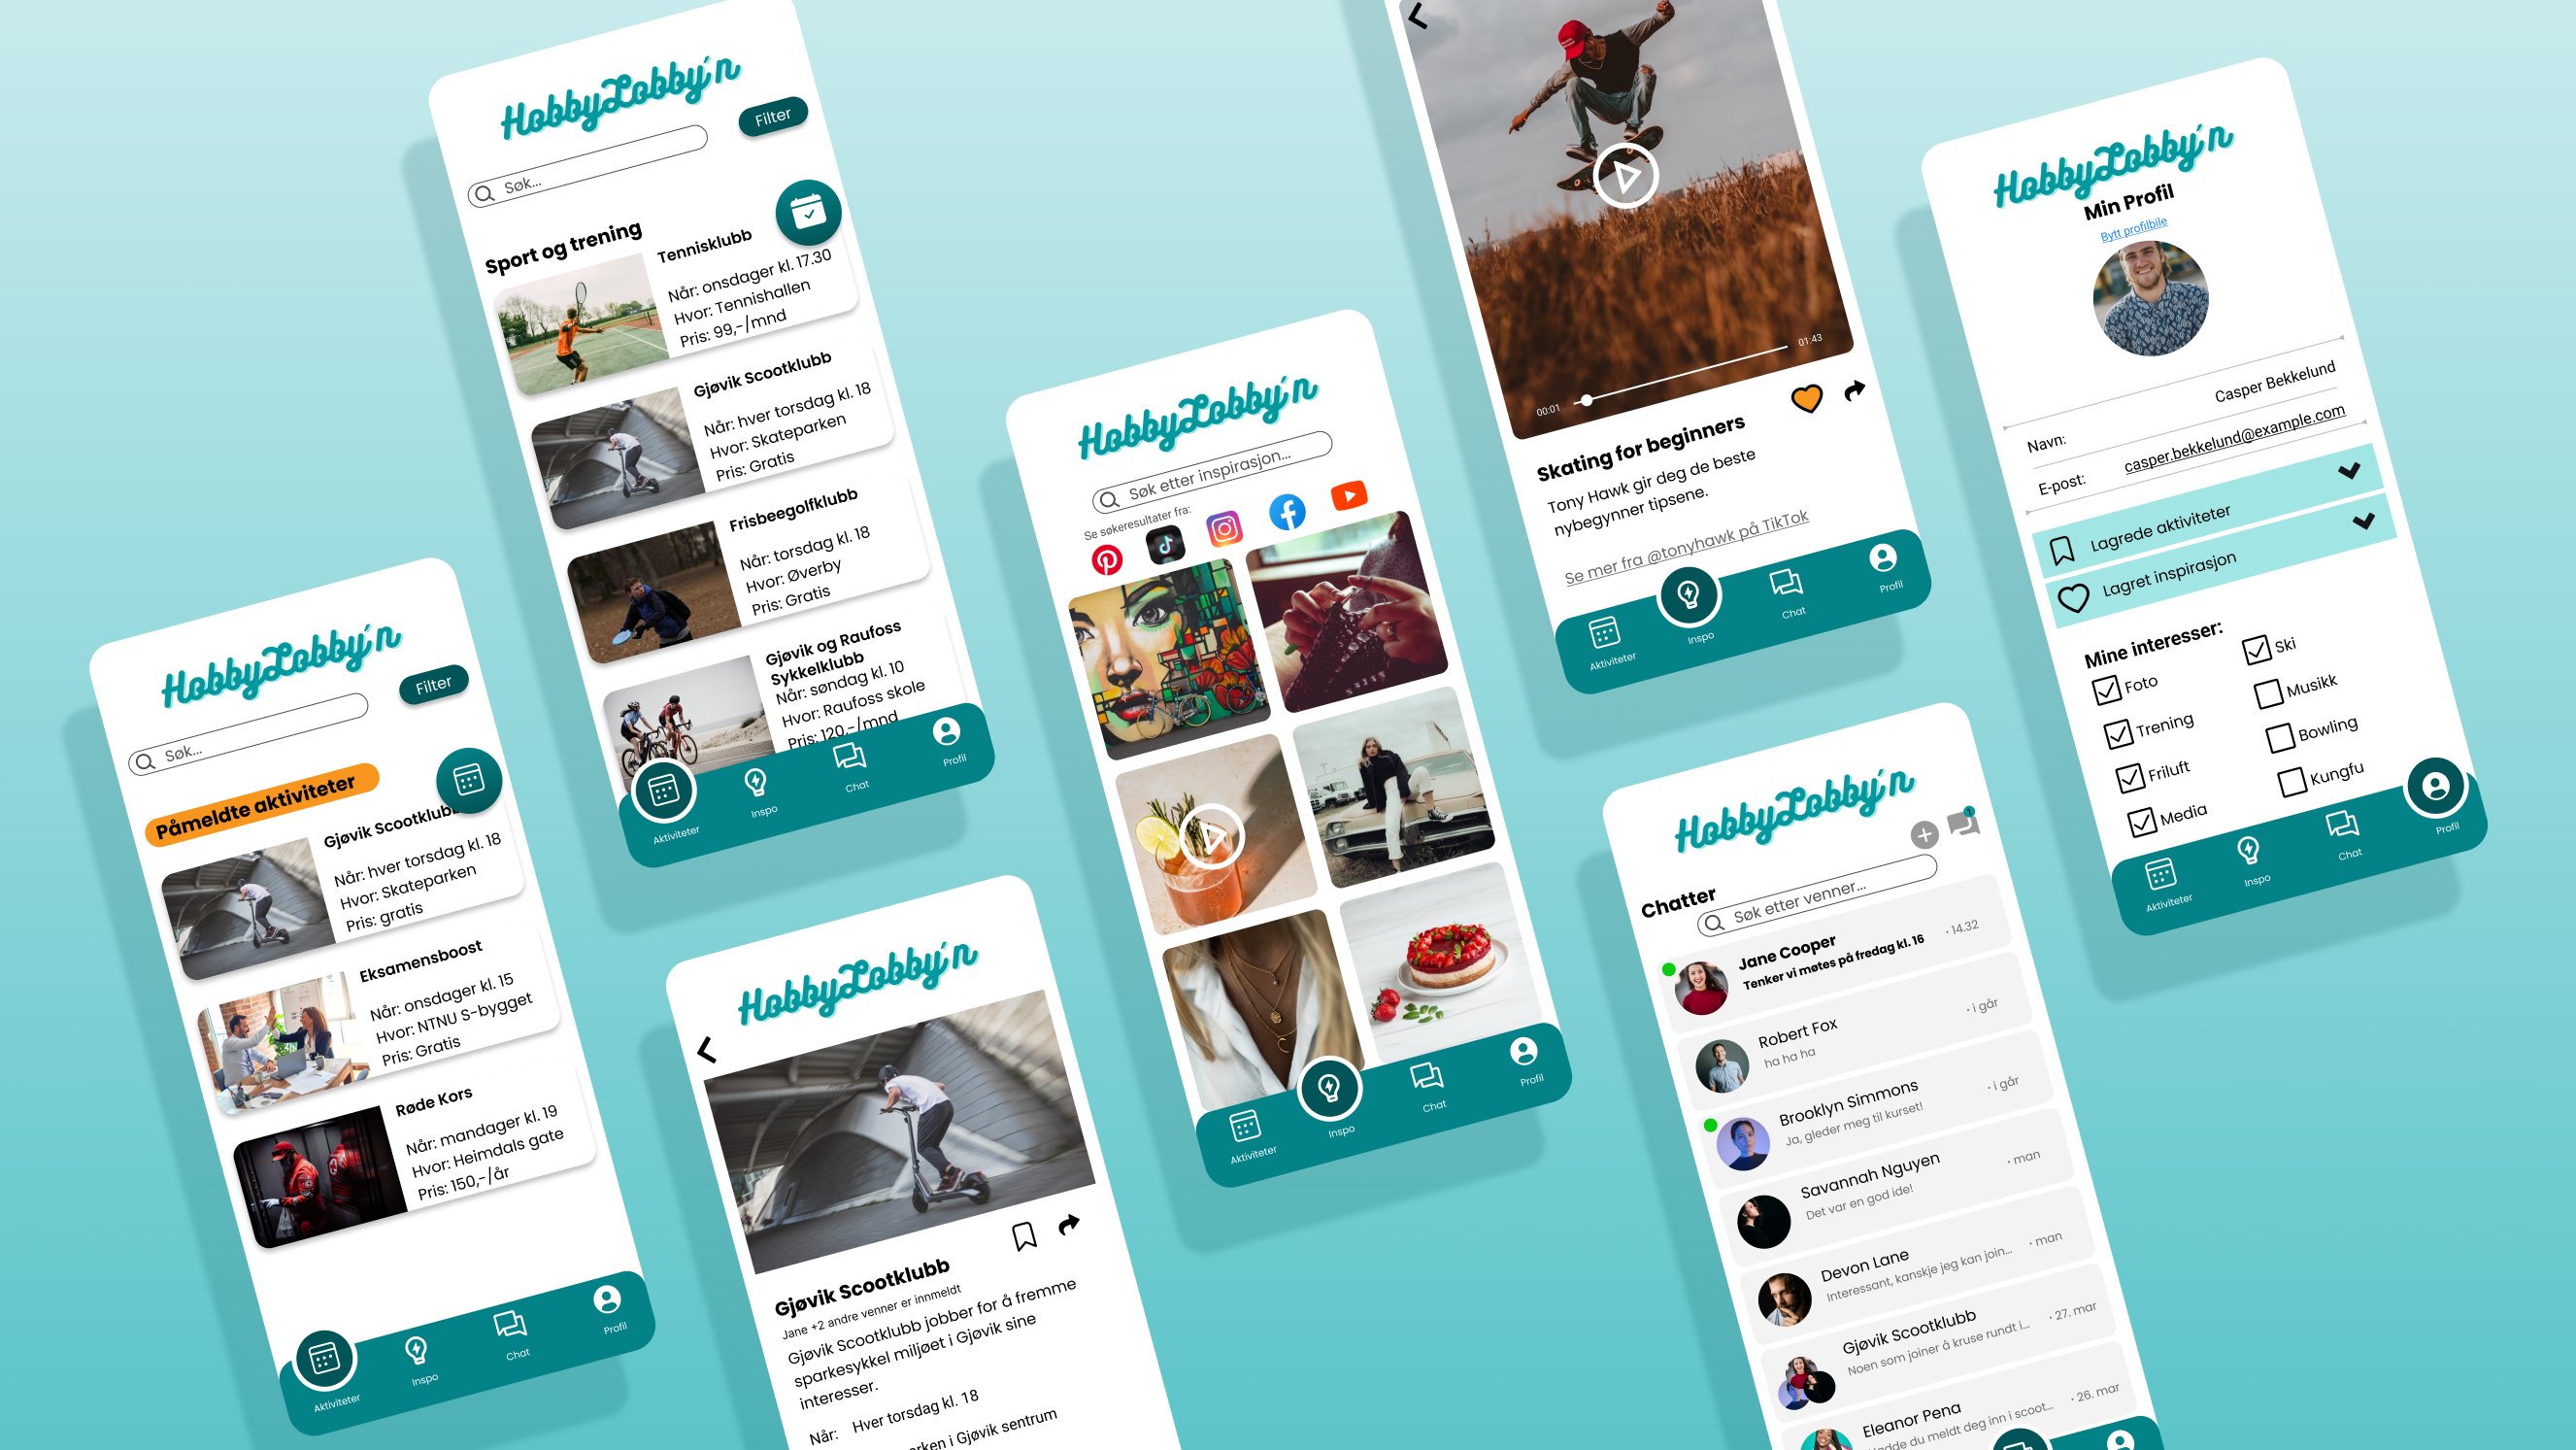 HobbyLobby'n
Filter
Søk...
Påmeldte aktiviteter
Gjøvik Scootklubb
Når: hver torsdag kl. 18
Hvor: Skateparken
Pris: gratis
Eksamensboost
Når: onsdager kl. 15
Hvor: NTNU S-bygget
Pris: Gratis
Røde Kors
Når: mandager kl. 19
Hvor: Heimdals gate
Pris: 150,-/år
Aktiviteter
Inspo
Chat
Profil
HobbyLobby'n
Filter
Søk...
Sport og trening
Tennisklubb
Når: onsdager kl. 17.30
Hvor: Tennishallen
Pris: 99,-/mnd
Gjøvik Scootklubb
Når: hver torsdag kl. 18
Hvor: Skateparken
Pris: Gratis
Frisbeegolfklubb
Når: torsdag kl. 18
Hvor: Øverby
Pris: Gratis
Gjøvik og Raufoss
Sykkelklubb
Når: søndag kl. 10
Hvor: Raufoss skole
Pris: 120,-/mnd
Aktiviteter
Inspo
Chat
Profil
HobbyLobby'n
Gjøvik Scootklubb
Jane +2 andre venner er innmeldt
Gjøvik Scootklubb jobber for å fremme
sparkesykkel miljøet i Gjøvik sine
interesser.
Når: Hver torsdag kl. 18
i Gjøvik sentrum
HobbyLobby'n
Søk etter inspirasjon...
Se søkeresultater fra:
Aktiviteter
Inspo
Chat
Profil
00:01
01:43
Skating for beginners
Tony Hawk gir deg de beste
nybegynner tipsene.
Se mer fra @tonyhawk på TikTok
Aktiviteter
Inspo
Chat
Profil
HobbyLobby'n
1
Chatter
Søk etter venner...
Jane Cooper
Tenker vi møtes på fredag kl. 16 · 14.32
Robert Fox
ha ha ha · i går
Brooklyn Simmons
Ja, gleder meg til kurset! · i går
Savannah Nguyen
Det var en god ide! · man
Devon Lane
Interessant, kanskje jeg kan join... · man
Gjøvik Scootklubb
Noen som joiner å kruse rundt i... · 27. mar
Eleanor Pena
du meldt deg inn i scoot... · 26. mar
HobbyLobby'n
Min Profil
Bytt profilbile
Navn: Casper Bekkelund
E-post: casper.bekkelund@example.com
Lagrede aktiviteter
Lagret inspirasjon
Mine interesser:
Foto
Trening
Friluft
Media
Ski
Musikk
Bowling
Kungfu
Aktiviteter
Inspo
Chat
Profil